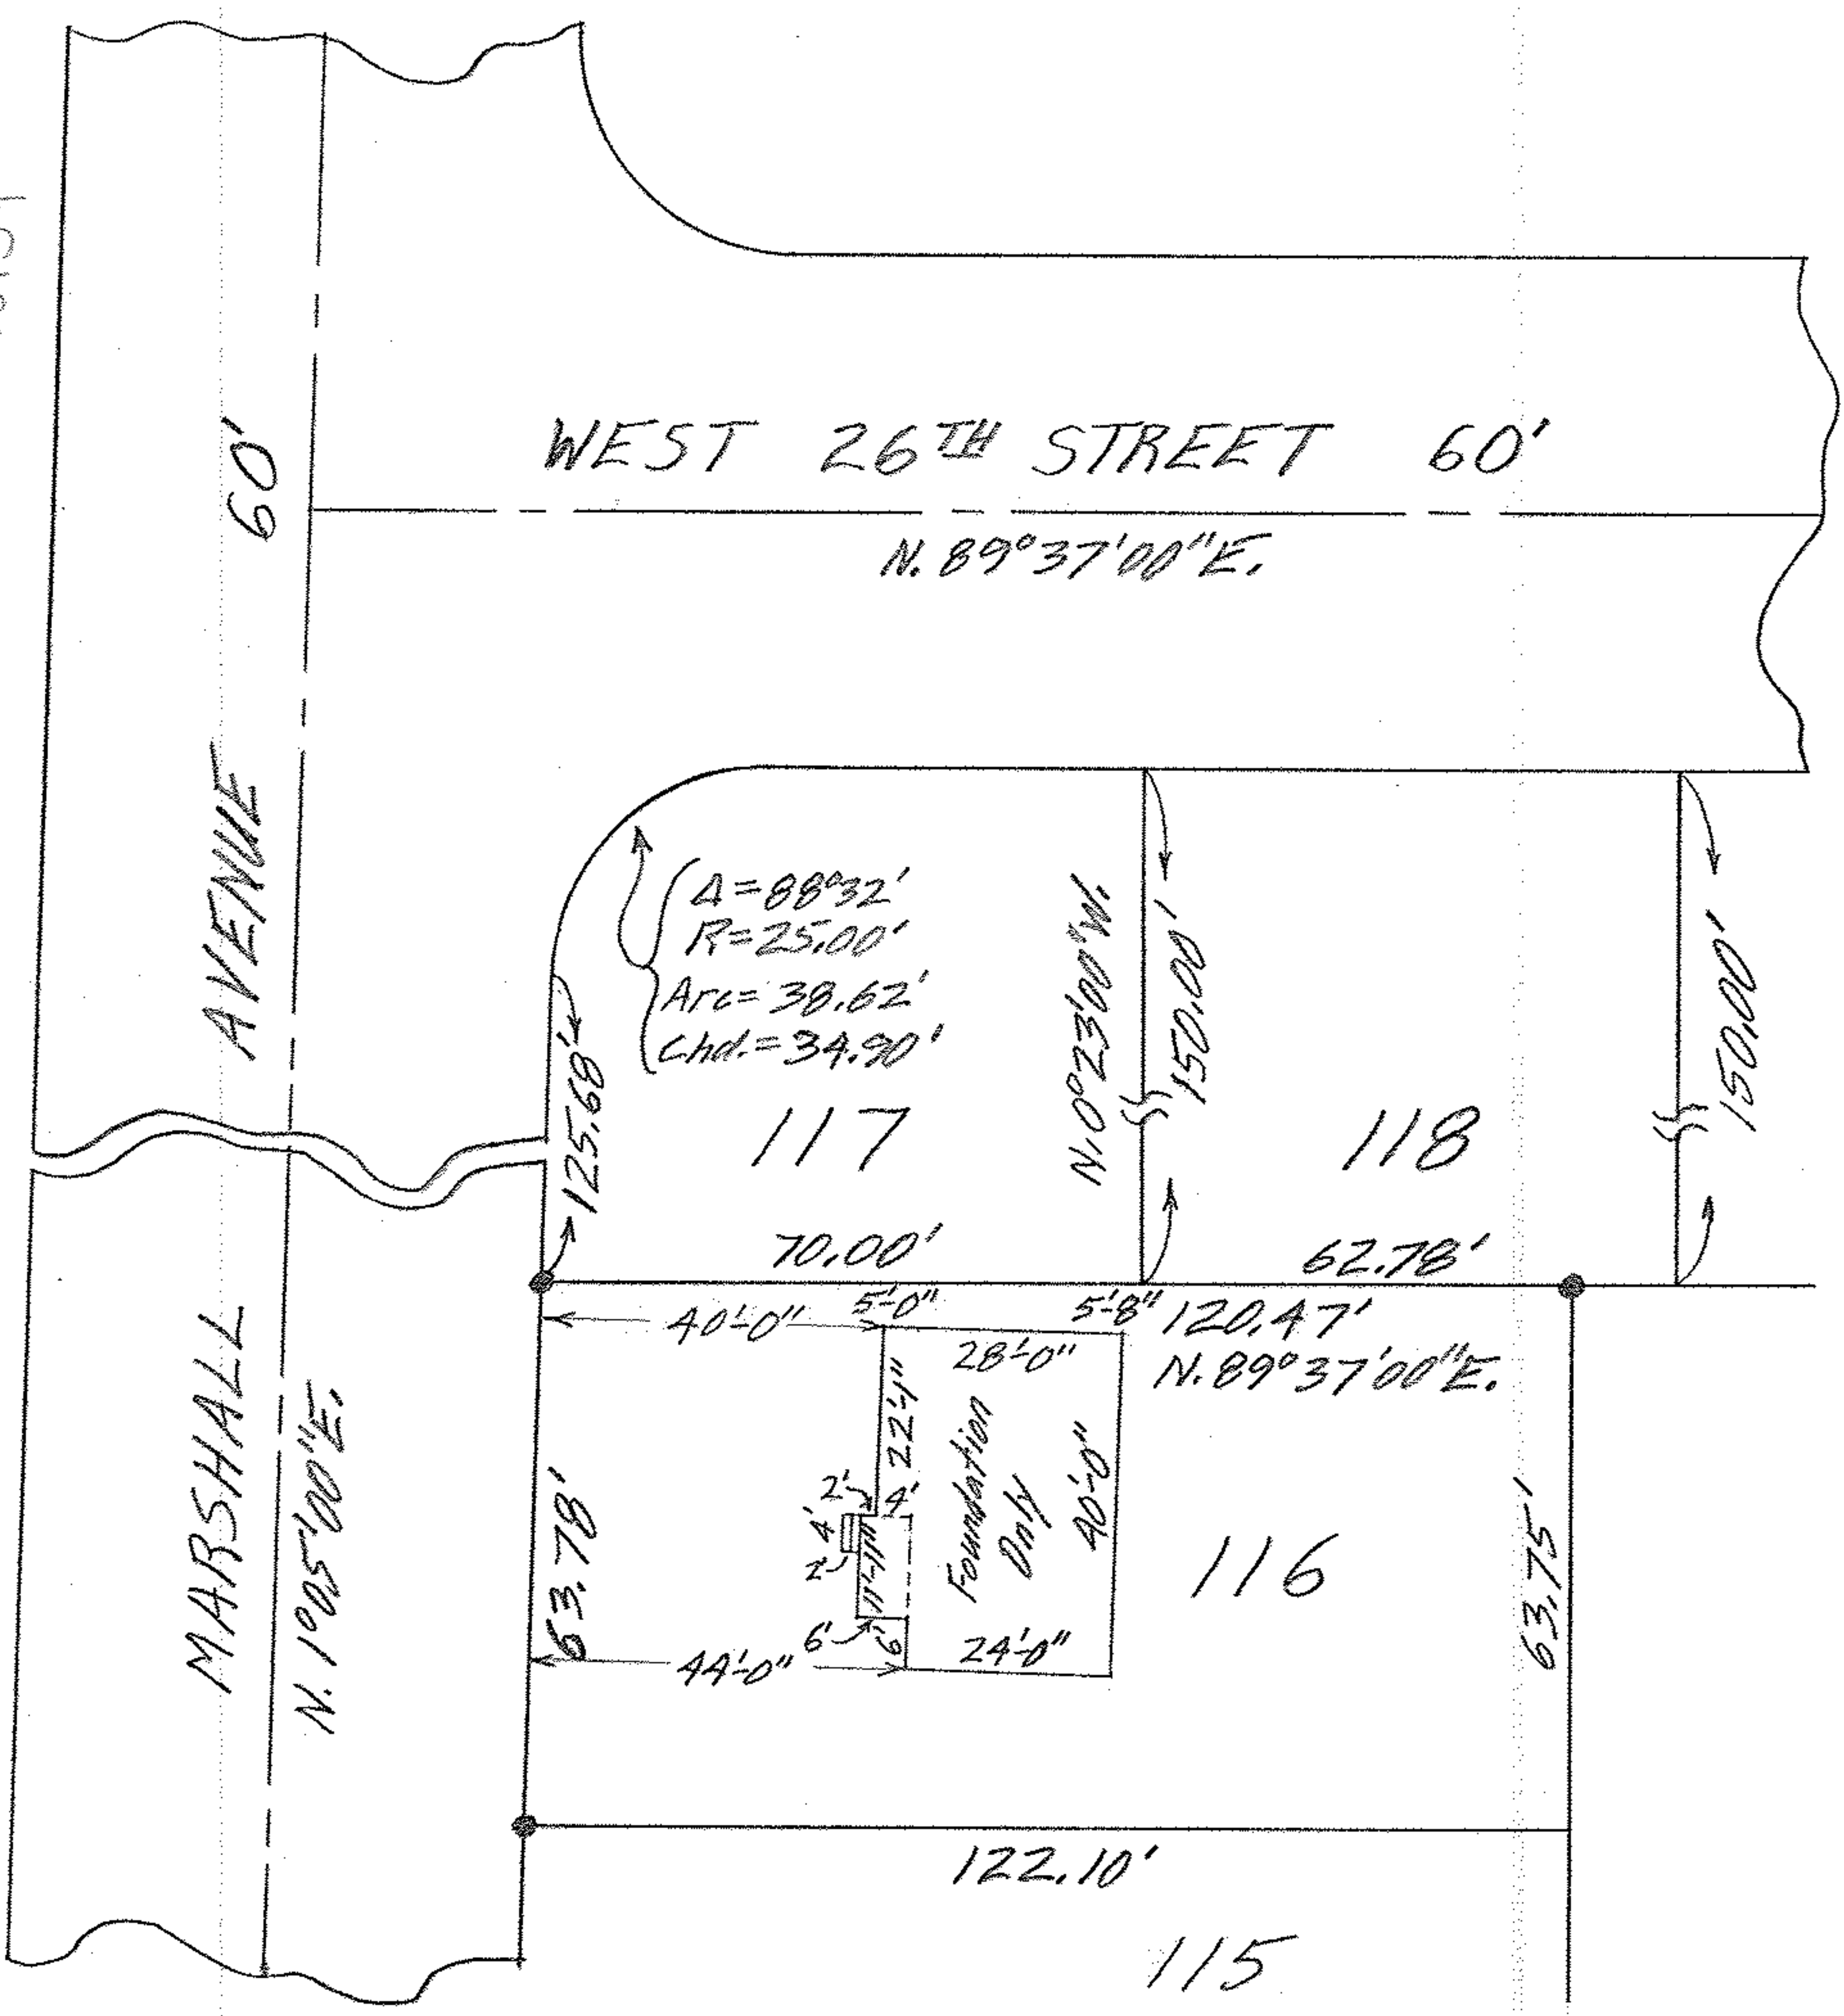 WEST 26TH STREET 60'
N. 89°37'00"E.
MARSHALL AVENUE 60'
N. 1°05'00"E.
Δ=88°32'
R=25.00'
Arc=38.62'
Chd.=34.90'
125.68'
117
N. 0°23'00"W.
150.00'
118
150.00'
70.00'
62.78'
40'-0"
5'-0"
5'-8"
120.47'
N. 89°37'00"E.
28'-0"
22'-1"
Foundation
Only
40'-0"
2'
4'
4'
2'
11'-11"
6'
6'
63.78'
44'-0"
24'-0"
116
63.75'
122.10'
115